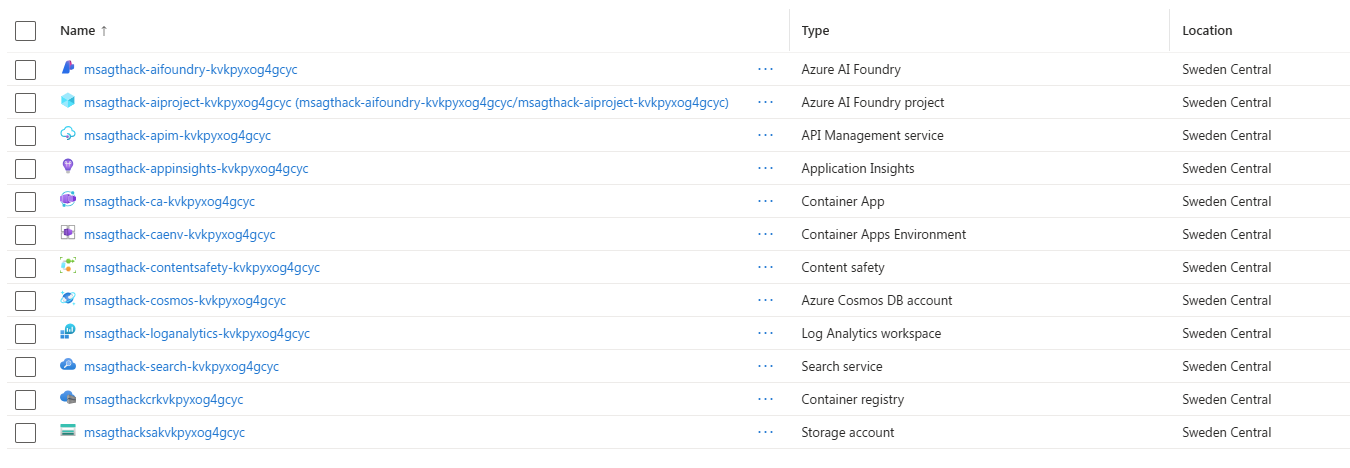 Name ↑ Type Location
msagthack-aifoundry-kvkpyxog4gcyc ··· Azure AI Foundry Sweden Central
msagthack-aiproject-kvkpyxog4gcyc (msagthack-aifoundry-kvkpyxog4gcyc/msagthack-aiproject-kvkpyxog4gcyc) ··· Azure AI Foundry project Sweden Central
msagthack-apim-kvkpyxog4gcyc ··· API Management service Sweden Central
msagthack-appinsights-kvkpyxog4gcyc ··· Application Insights Sweden Central
msagthack-ca-kvkpyxog4gcyc ··· Container App Sweden Central
msagthack-caenv-kvkpyxog4gcyc ··· Container Apps Environment Sweden Central
msagthack-contentsafety-kvkpyxog4gcyc ··· Content safety Sweden Central
msagthack-cosmos-kvkpyxog4gcyc ··· Azure Cosmos DB account Sweden Central
msagthack-loganalytics-kvkpyxog4gcyc ··· Log Analytics workspace Sweden Central
msagthack-search-kvkpyxog4gcyc ··· Search service Sweden Central
msagthackcrkvkpyxog4gcyc ··· Container registry Sweden Central
msagthacksakvkpyxog4gcyc ··· Storage account Sweden Central